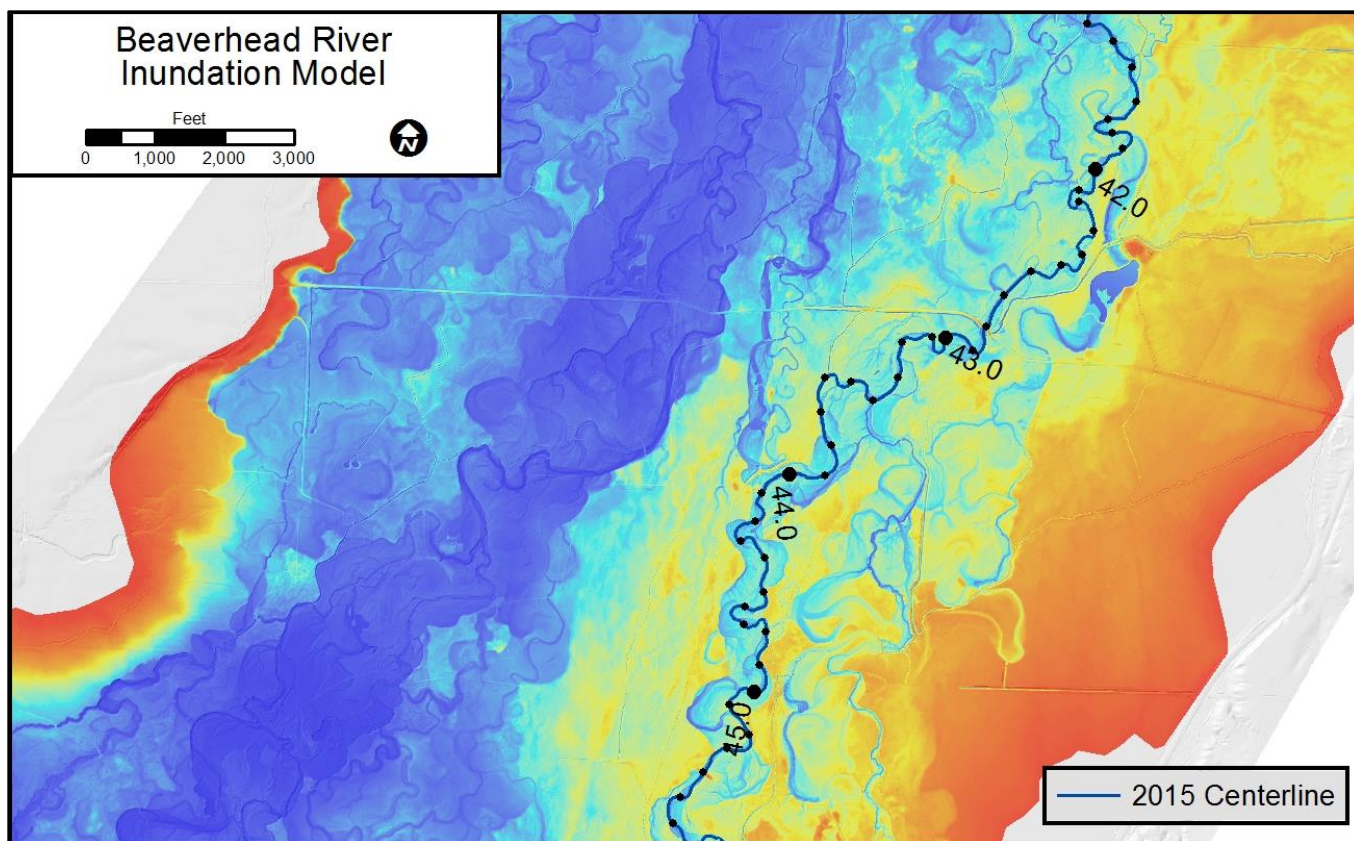 Beaverhead River
Inundation Model
Feet
0 1,000 2,000 3,000
N
42.0
43.0
44.0
45.0
2015 Centerline